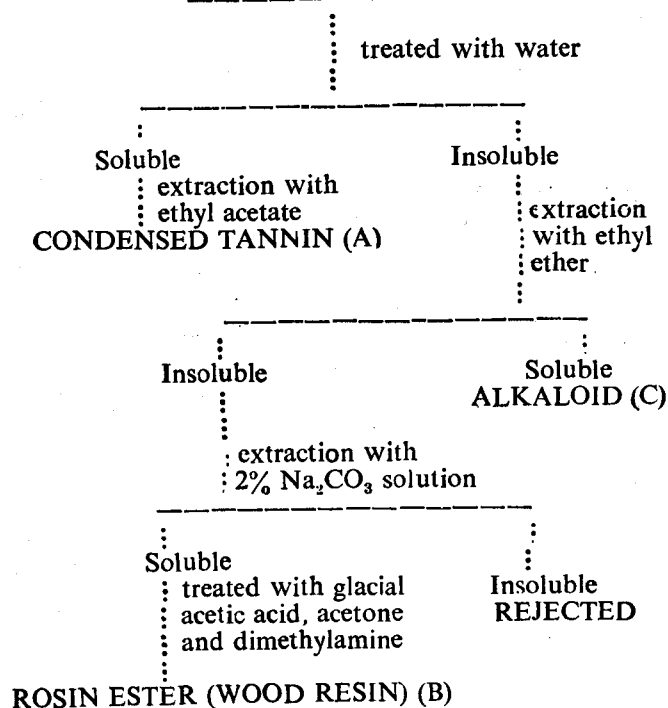 treated with water
Soluble
Insoluble
extraction with
ethyl acetate
CONDENSED TANNIN (A)
extraction
with ethyl
ether
Insoluble
Soluble
ALKALOID (C)
extraction with
2% Na₂CO₃ solution
Soluble
treated with glacial
acetic acid, acetone
and dimethylamine
Insoluble
REJECTED
ROSIN ESTER (WOOD RESIN) (B)